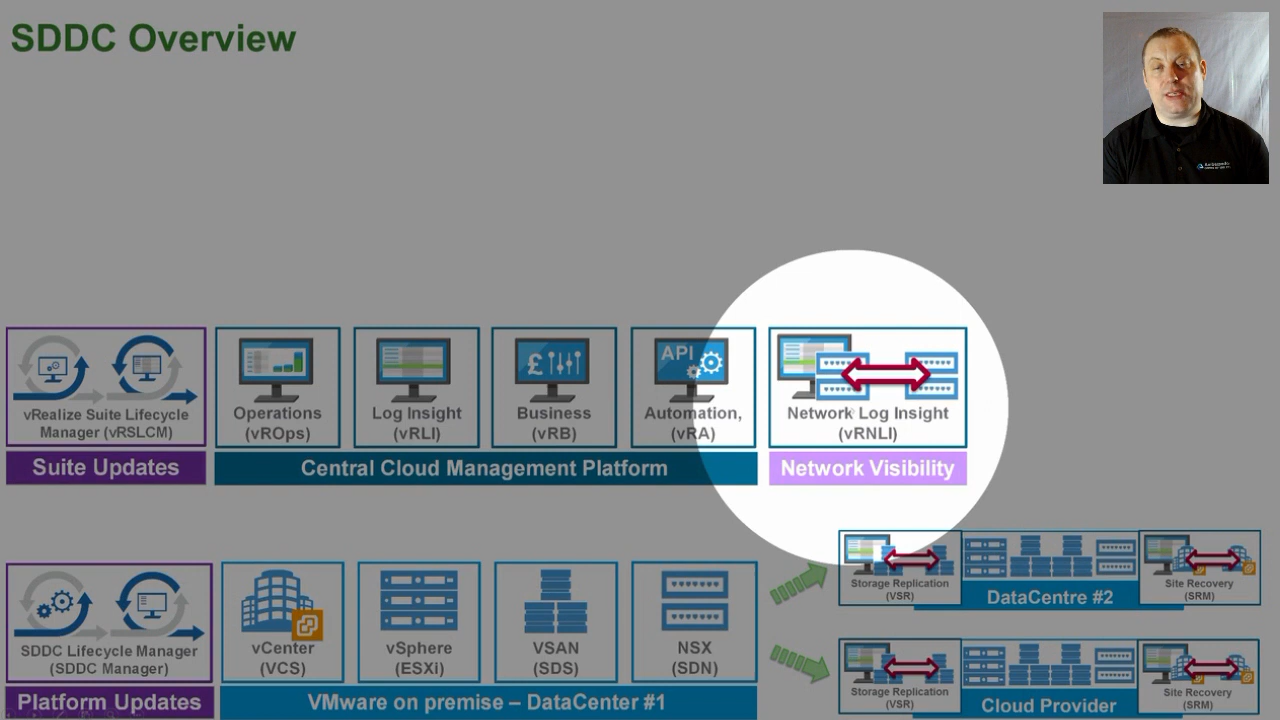 SDDC Overview
vRealize Suite Lifecycle
Manager (vRSLCM)
Suite Updates
Operations
(vROps)
Log Insight
(vRLI)
£
Business
(vRB)
API
Automation,
(vRA)
Central Cloud Management Platform
Network Log Insight
(vRNLI)
Network Visibility
SDDC Lifecycle Manager
(SDDC Manager)
Platform Updates
vCenter
(VCS)
vSphere
(ESXi)
VSAN
(SDS)
NSX
(SDN)
VMware on premise – DataCenter #1
Storage Replication
(VSR)
DataCentre #2
Site Recovery
(SRM)
Storage Replication
(VSR)
Cloud Provider
Site Recovery
(SRM)